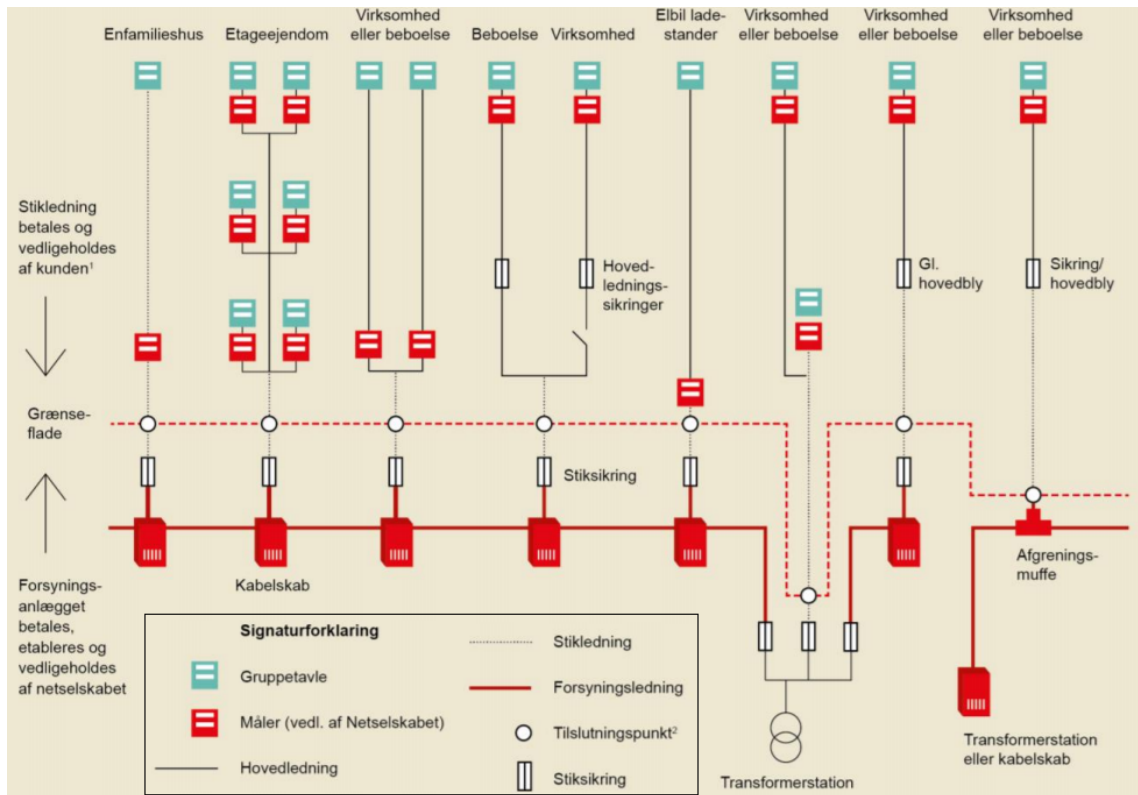 Enfamilieshus
Etageejendom
Virksomhed
eller beboelse
Beboelse
Virksomhed
Elbil lade-
stander
Virksomhed
eller beboelse
Virksomhed
eller beboelse
Virksomhed
eller beboelse
Stikledning
betales og
vedligeholdes
af kunden¹
Hoved-
lednings-
sikringer
Gl.
hovedbly
Sikring/
hovedbly
Grænse-
flade
Stiksikring
Kabelskab
Afgrenings-
muffe
Forsynings-
anlægget
betales,
etableres og
vedligeholdes
af netselskabet
Signaturforklaring
Gruppetavle
Måler (vedl. af Netselskabet)
Hovedledning
Stikledning
Forsyningsledning
Tilslutningspunkt²
Stiksikring
Transformerstation
Transformerstation
eller kabelskab